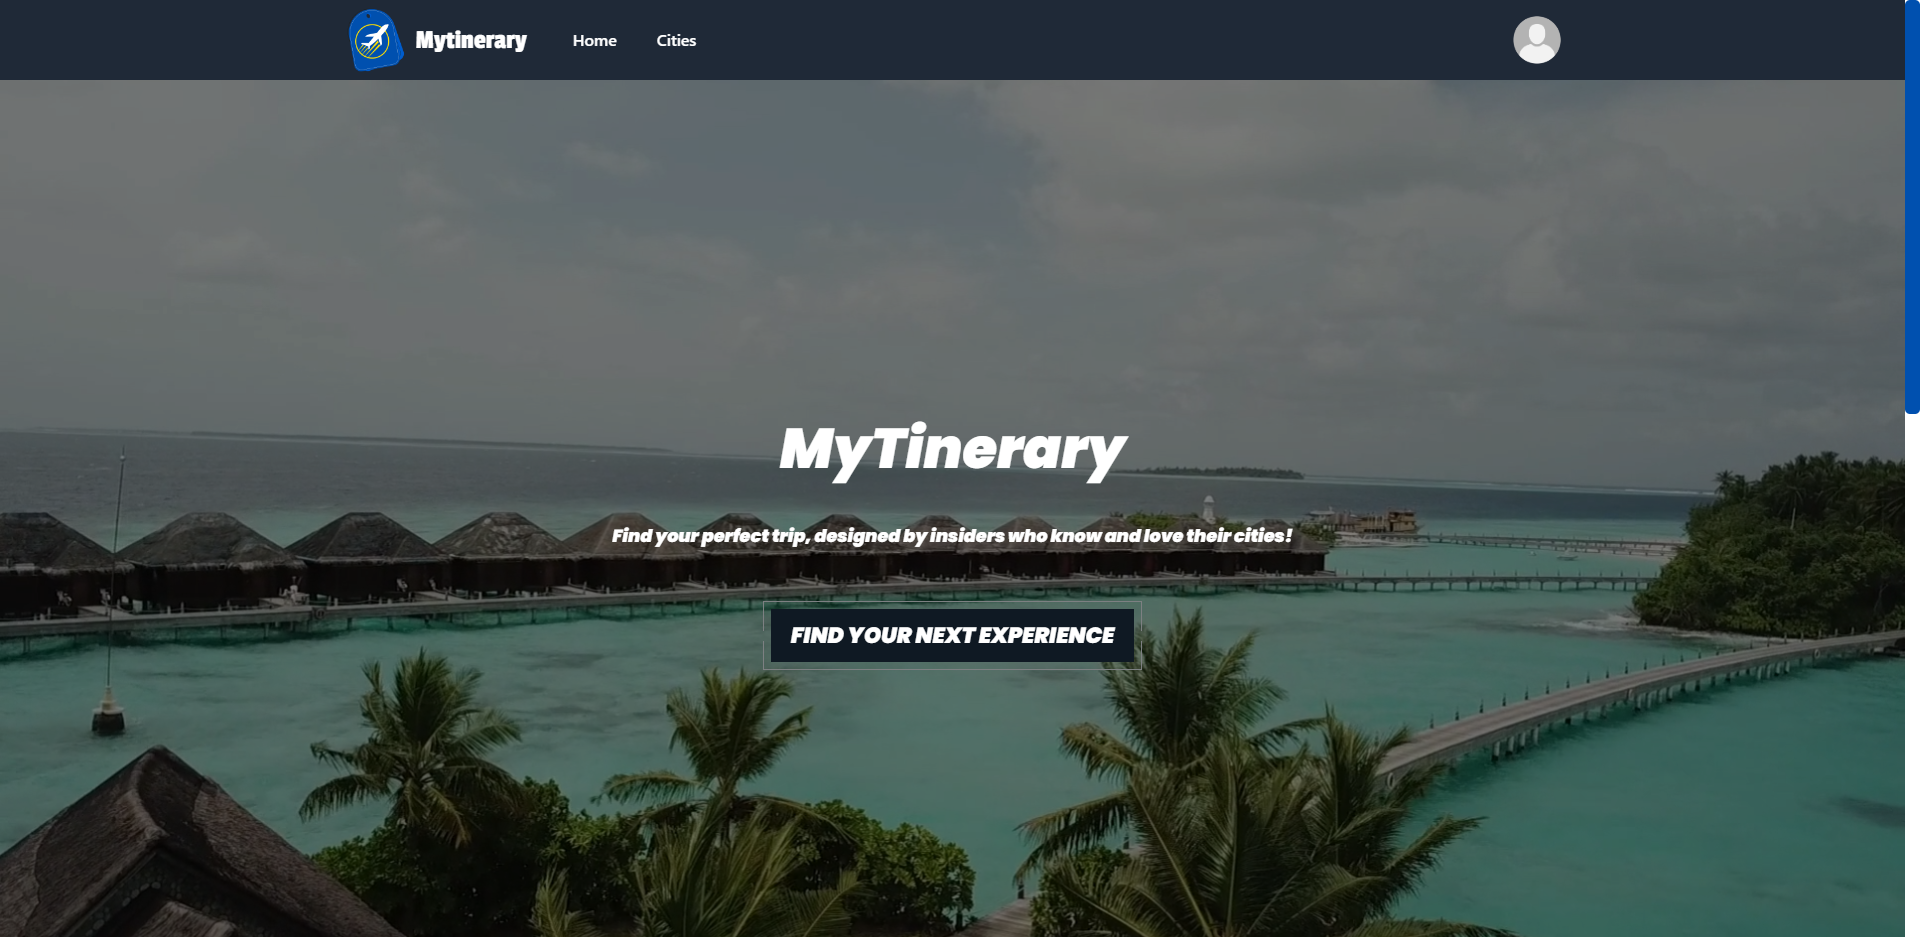 Mytinerary
Home
Cities
MyTinerary
Find your perfect trip, designed by insiders who know and love their cities!
FIND YOUR NEXT EXPERIENCE